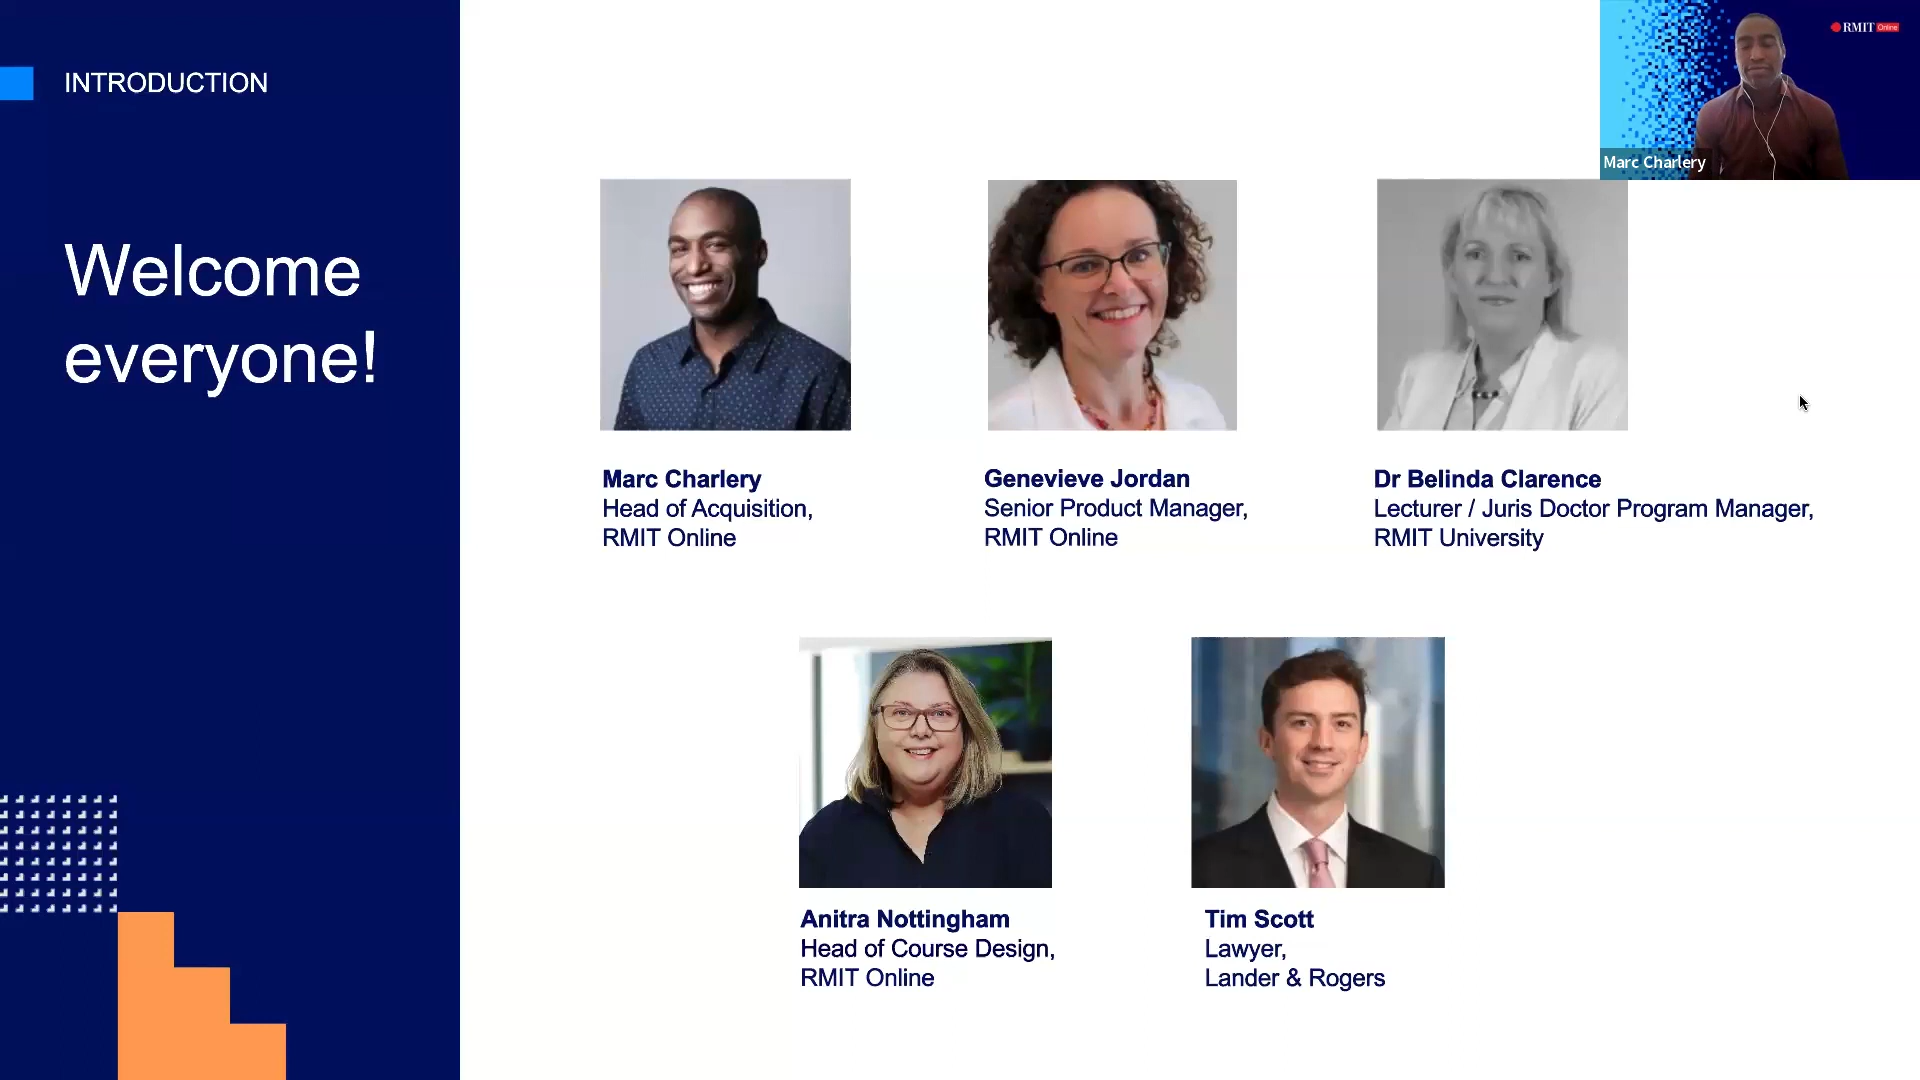 INTRODUCTION
Welcome
everyone!
RMIT Online
Marc Charlery
Marc Charlery
Head of Acquisition,
RMIT Online
Genevieve Jordan
Senior Product Manager,
RMIT Online
Dr Belinda Clarence
Lecturer / Juris Doctor Program Manager,
RMIT University
Anitra Nottingham
Head of Course Design,
RMIT Online
Tim Scott
Lawyer,
Lander & Rogers